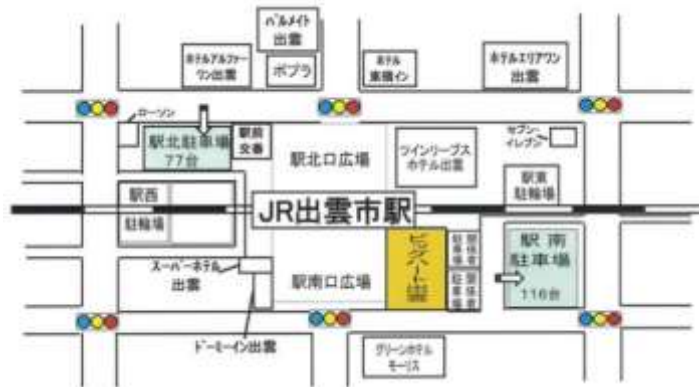 パルメイト
出雲
ホテルアルファー
ワン出雲
ポプラ
ホテル
東横イン
ホテルエリアワン
出雲
ローソン
駅北駐車場
77台
駅前
交番
駅北口広場
ツインリーブス
ホテル出雲
セブン-
イレブン
駅東
駐輪場
駅西
駐輪場
JR出雲市駅
スーパーホテル
出雲
駅南口広場
ビッグハート出雲
駅南
駐車場
116台
ドーミーイン出雲
グリーンホテル
モーリス